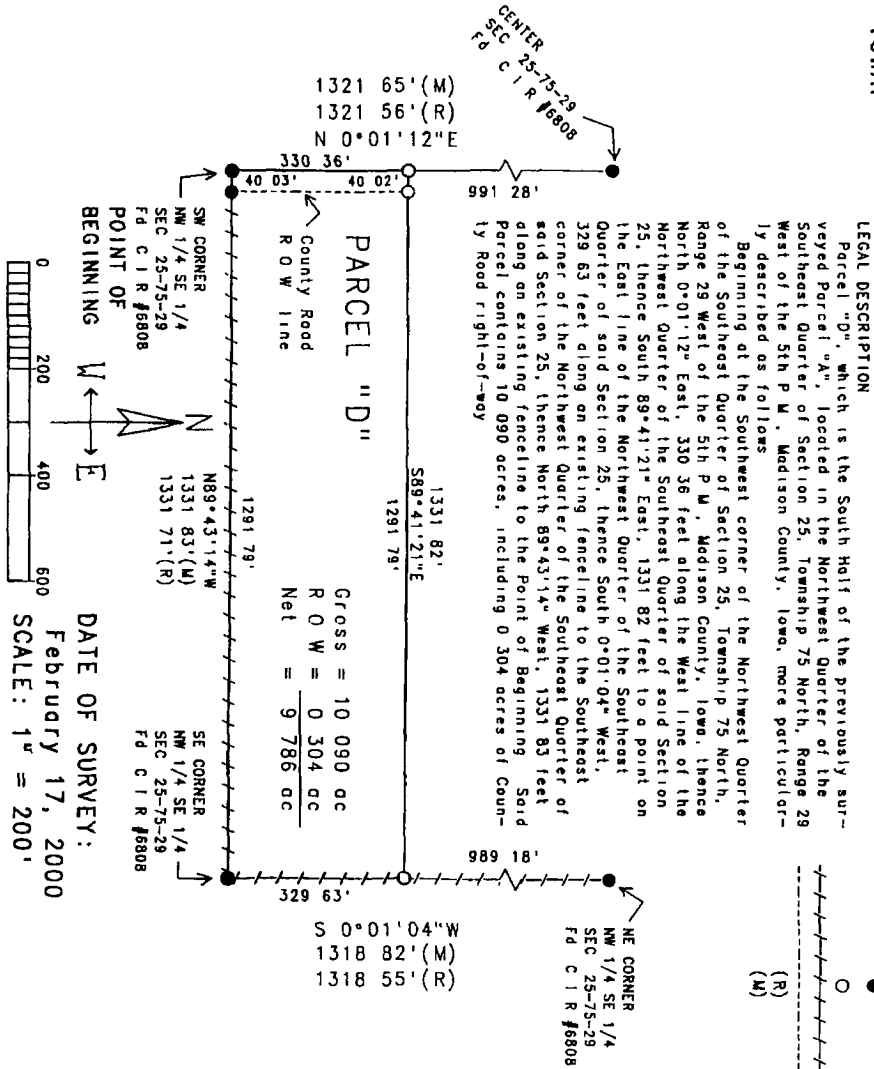 LEGAL DESCRIPTION
Parcel "D", which is the South Half of the previously sur-
veyed Parcel "A", located in the Northwest Quarter of the
Southeast Quarter of Section 25, Township 75 North, Range 29
West of the 5th P M , Madison County, Iowa, more particular-
ly described as follows
Beginning at the Southwest corner of the Northwest Quarter
of the Southeast Quarter of Section 25, Township 75 North,
Range 29 West of the 5th P M , Madison County, Iowa, thence
North 0°01'12" East, 330 36 feet along the West line of the
Northwest Quarter of the Southeast Quarter of said Section
25, thence South 89°41'21" East, 1331 82 feet to a point on
the East line of the Northwest Quarter of the Southeast
Quarter of said Section 25, thence South 0°01'04" West,
329 63 feet along an existing fenceline to the Southeast
corner of the Northwest Quarter of the Southeast Quarter of
said Section 25, thence North 89°43'14" West, 1331 83 feet
along an existing fenceline to the Point of Beginning Said
Parcel contains 10 090 acres, including 0 304 acres of Coun-
ty Road right-of-way
(R)
(M)
CENTER
SEC 25-75-29
Fd C I R #6808
1321 65'(M)
1321 56'(R)
N 0°01'12"E
330 36'
991 28'
40 03'
40 02'
County Road
R O W line
PARCEL "D"
1331 82'
S89°41'21"E
1291 79'
Gross = 10 090 ac
R O W = 0 304 ac
Net = 9 786 ac
1291 79'
N89°43'14"W
1331 83'(M)
1331 71'(R)
SW CORNER
NW 1/4 SE 1/4
SEC 25-75-29
Fd C I R #6808
POINT OF
BEGINNING
W
E
N
SE CORNER
NW 1/4 SE 1/4
SEC 25-75-29
Fd C I R #6808
989 18'
329 63'
S 0°01'04"W
1318 82'(M)
1318 55'(R)
NE CORNER
NW 1/4 SE 1/4
SEC 25-75-29
Fd C I R #6808
0 200 400 600
DATE OF SURVEY:
February 17, 2000
SCALE: 1" = 200'